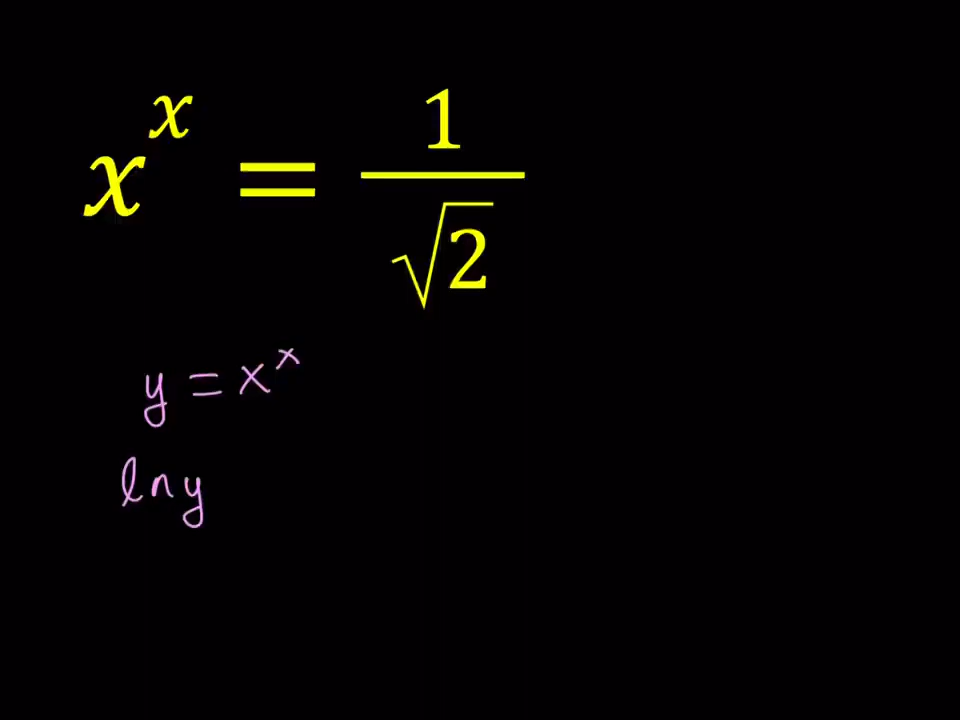 x^x = 1/√2
y = x^x
ln y